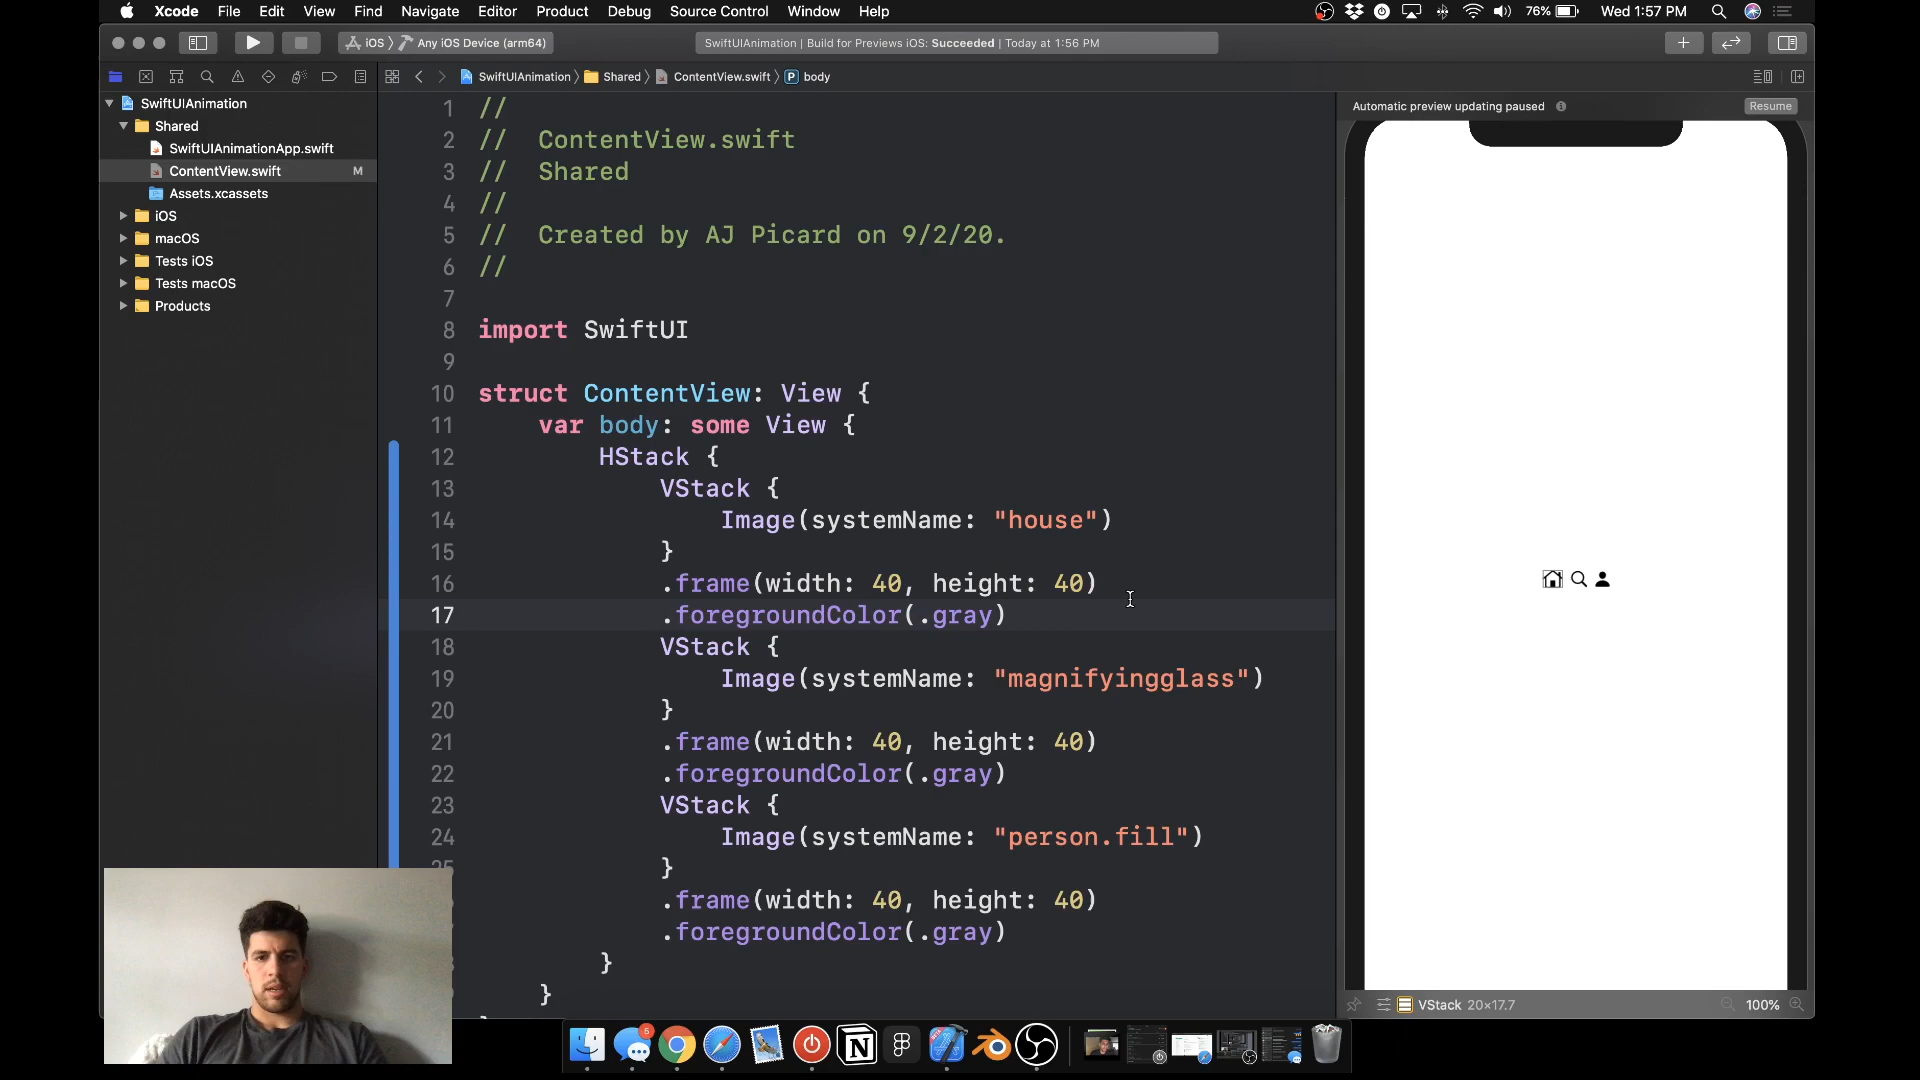 Xcode File Edit View Find Navigate Editor Product Debug Source Control Window Help
76% Wed 1:57 PM
iOS Any iOS Device (arm64)
SwiftUIAnimation | Build for Previews iOS: Succeeded | Today at 1:56 PM
SwiftUIAnimation Shared ContentView.swift P body
SwiftUIAnimation
Shared
SwiftUIAnimationApp.swift
ContentView.swift M
Assets.xcassets
iOS
macOS
Tests iOS
Tests macOS
Products
1 //
2 //  ContentView.swift
3 //  Shared
4 //
5 //  Created by AJ Picard on 9/2/20.
6 //
7
8 import SwiftUI
9
10 struct ContentView: View {
11     var body: some View {
12         HStack {
13             VStack {
14                 Image(systemName: "house")
15             }
16             .frame(width: 40, height: 40)
17             .foregroundColor(.gray)
18             VStack {
19                 Image(systemName: "magnifyingglass")
20             }
21             .frame(width: 40, height: 40)
22             .foregroundColor(.gray)
23             VStack {
24                 Image(systemName: "person.fill")
25             }
.frame(width: 40, height: 40)
.foregroundColor(.gray)
}
}
Automatic preview updating paused
Resume
VStack 20×17.7
100%
5